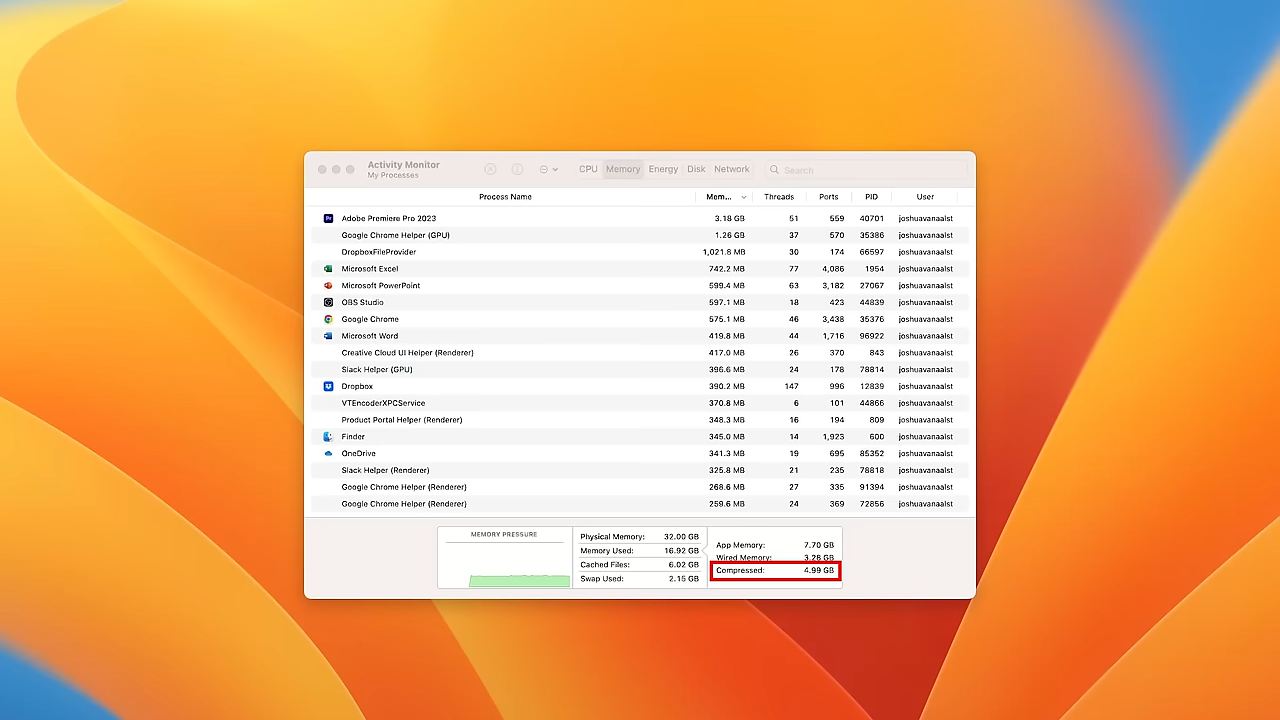 Activity Monitor
My Processes
CPU Memory Energy Disk Network Search
Process Name Mem... Threads Ports PID User
Adobe Premiere Pro 2023 3.18 GB 51 559 40701 joshuavanaalst
Google Chrome Helper (GPU) 1.26 GB 37 570 35386 joshuavanaalst
DropboxFileProvider 1,021.8 MB 30 174 66597 joshuavanaalst
Microsoft Excel 742.2 MB 77 4,086 1954 joshuavanaalst
Microsoft PowerPoint 599.4 MB 63 3,182 27067 joshuavanaalst
OBS Studio 597.1 MB 18 423 44839 joshuavanaalst
Google Chrome 575.1 MB 46 3,438 35376 joshuavanaalst
Microsoft Word 419.8 MB 44 1,716 96922 joshuavanaalst
Creative Cloud UI Helper (Renderer) 417.0 MB 26 370 843 joshuavanaalst
Slack Helper (GPU) 396.6 MB 24 178 78814 joshuavanaalst
Dropbox 390.2 MB 147 996 12839 joshuavanaalst
VTEncoderXPCService 370.8 MB 6 101 44866 joshuavanaalst
Product Portal Helper (Renderer) 348.3 MB 16 194 809 joshuavanaalst
Finder 345.0 MB 14 1,923 600 joshuavanaalst
OneDrive 341.3 MB 19 695 85352 joshuavanaalst
Slack Helper (Renderer) 325.8 MB 21 235 78818 joshuavanaalst
Google Chrome Helper (Renderer) 268.6 MB 27 335 91394 joshuavanaalst
Google Chrome Helper (Renderer) 259.6 MB 24 369 72856 joshuavanaalst
MEMORY PRESSURE
Physical Memory: 32.00 GB
Memory Used: 16.92 GB
Cached Files: 6.02 GB
Swap Used: 2.15 GB
App Memory: 7.70 GB
Wired Memory: 3.28 GB
Compressed: 4.99 GB